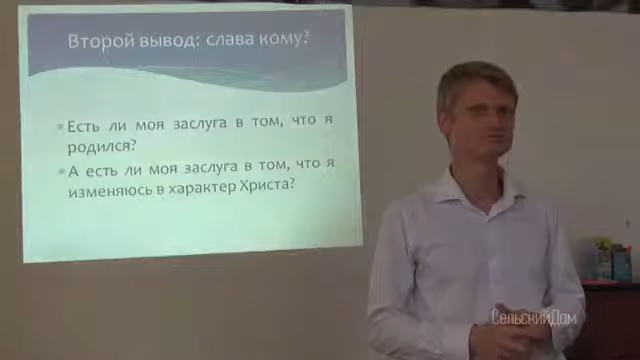 Второй вывод: слава кому?
Есть ли моя заслуга в том, что я
родился?
А есть ли моя заслуга в том, что я
изменяюсь в характер Христа?
СельскийДом